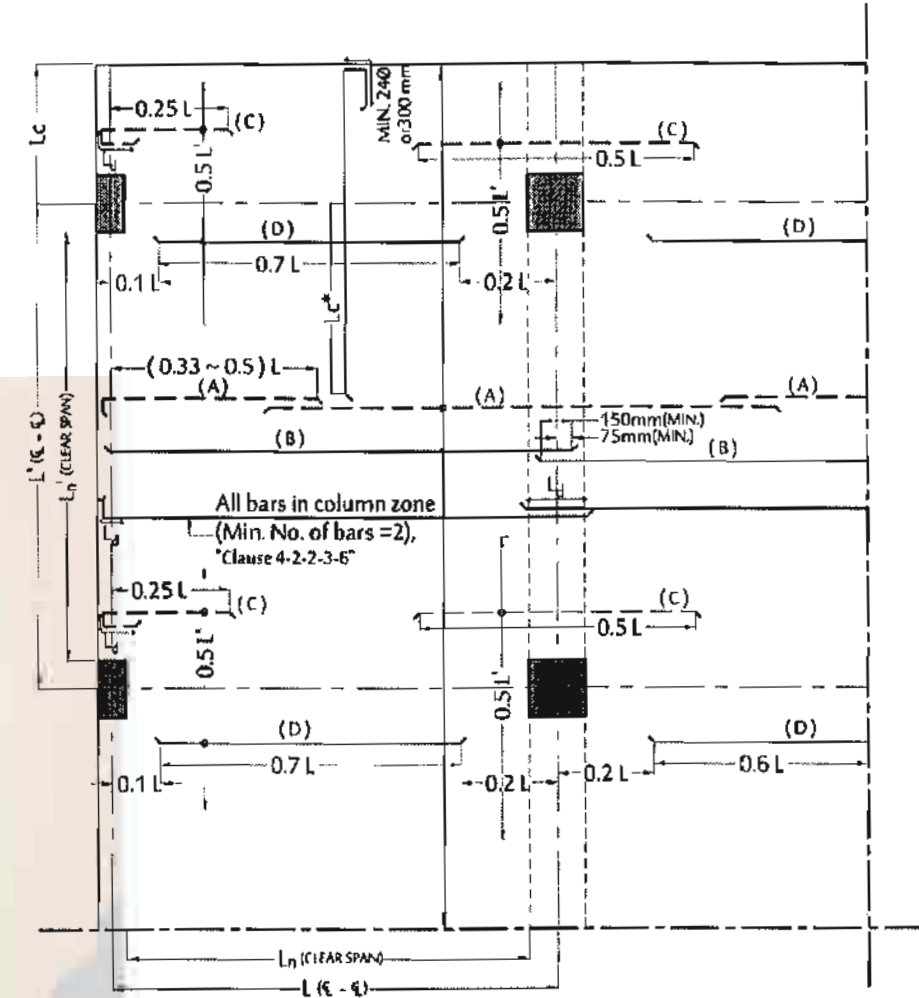 Lc
0.25 L
(C)
0.5 L'
MIN. 24Ø
or 300 mm
(C)
0.5 L
0.5 L'
(D)
0.7 L
0.1 L
0.2 L
(D)
Lc*
(0.33 ~ 0.5) L
(A)
(A)
(A)
150mm(MIN.)
75mm(MIN.)
(B)
(B)
L' (℄ - ℄)
Ln' (CLEAR SPAN)
Ld
All bars in column zone
(Min. No. of bars =2),
"Clause 4-2-2-3-6"
0.25 L
(C)
0.5 L'
(C)
0.5 L
0.5 L'
(D)
0.7 L
0.1 L
0.2 L
0.2 L
(D)
0.6 L
Ln (CLEAR SPAN)
L (℄ - ℄)